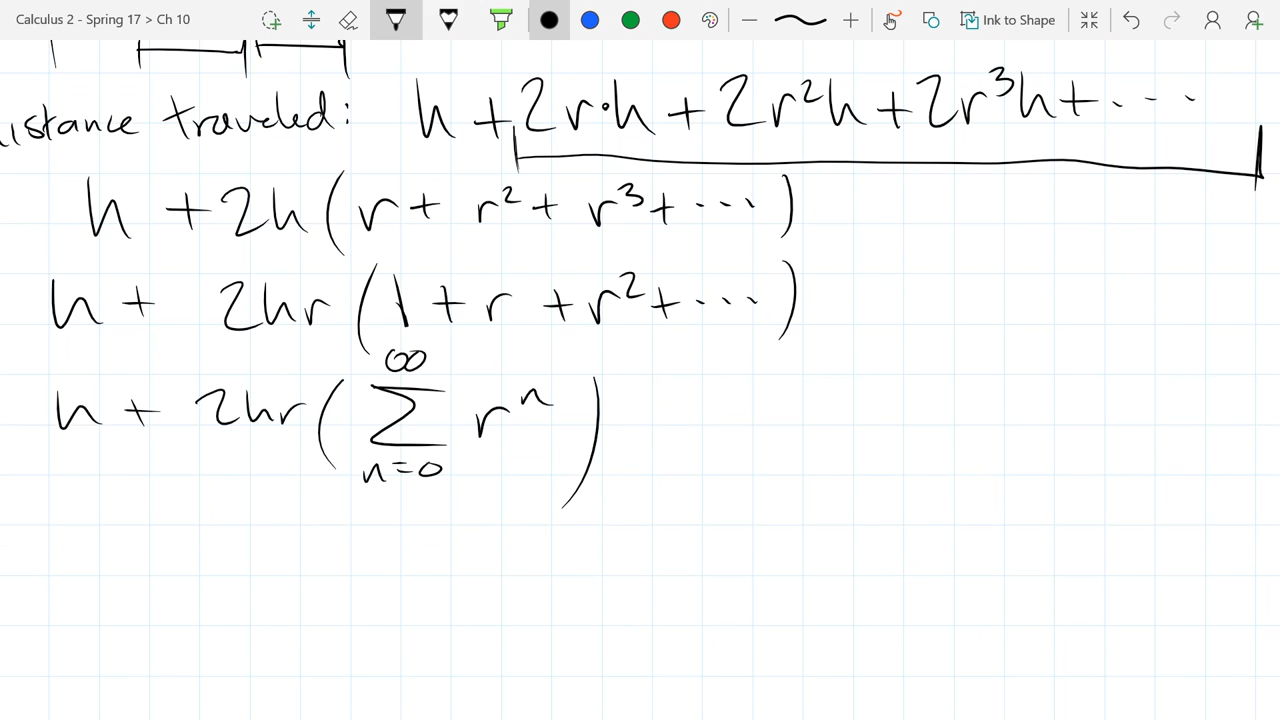 Calculus 2 - Spring 17 > Ch 10
Ink to Shape
istance traveled: h + 2r·h + 2r²h + 2r³h + ···
h + 2h(r + r² + r³ + ···)
h + 2hr(1 + r + r² + ···)
h + 2hr(∑_{n=0}^{∞} rⁿ)